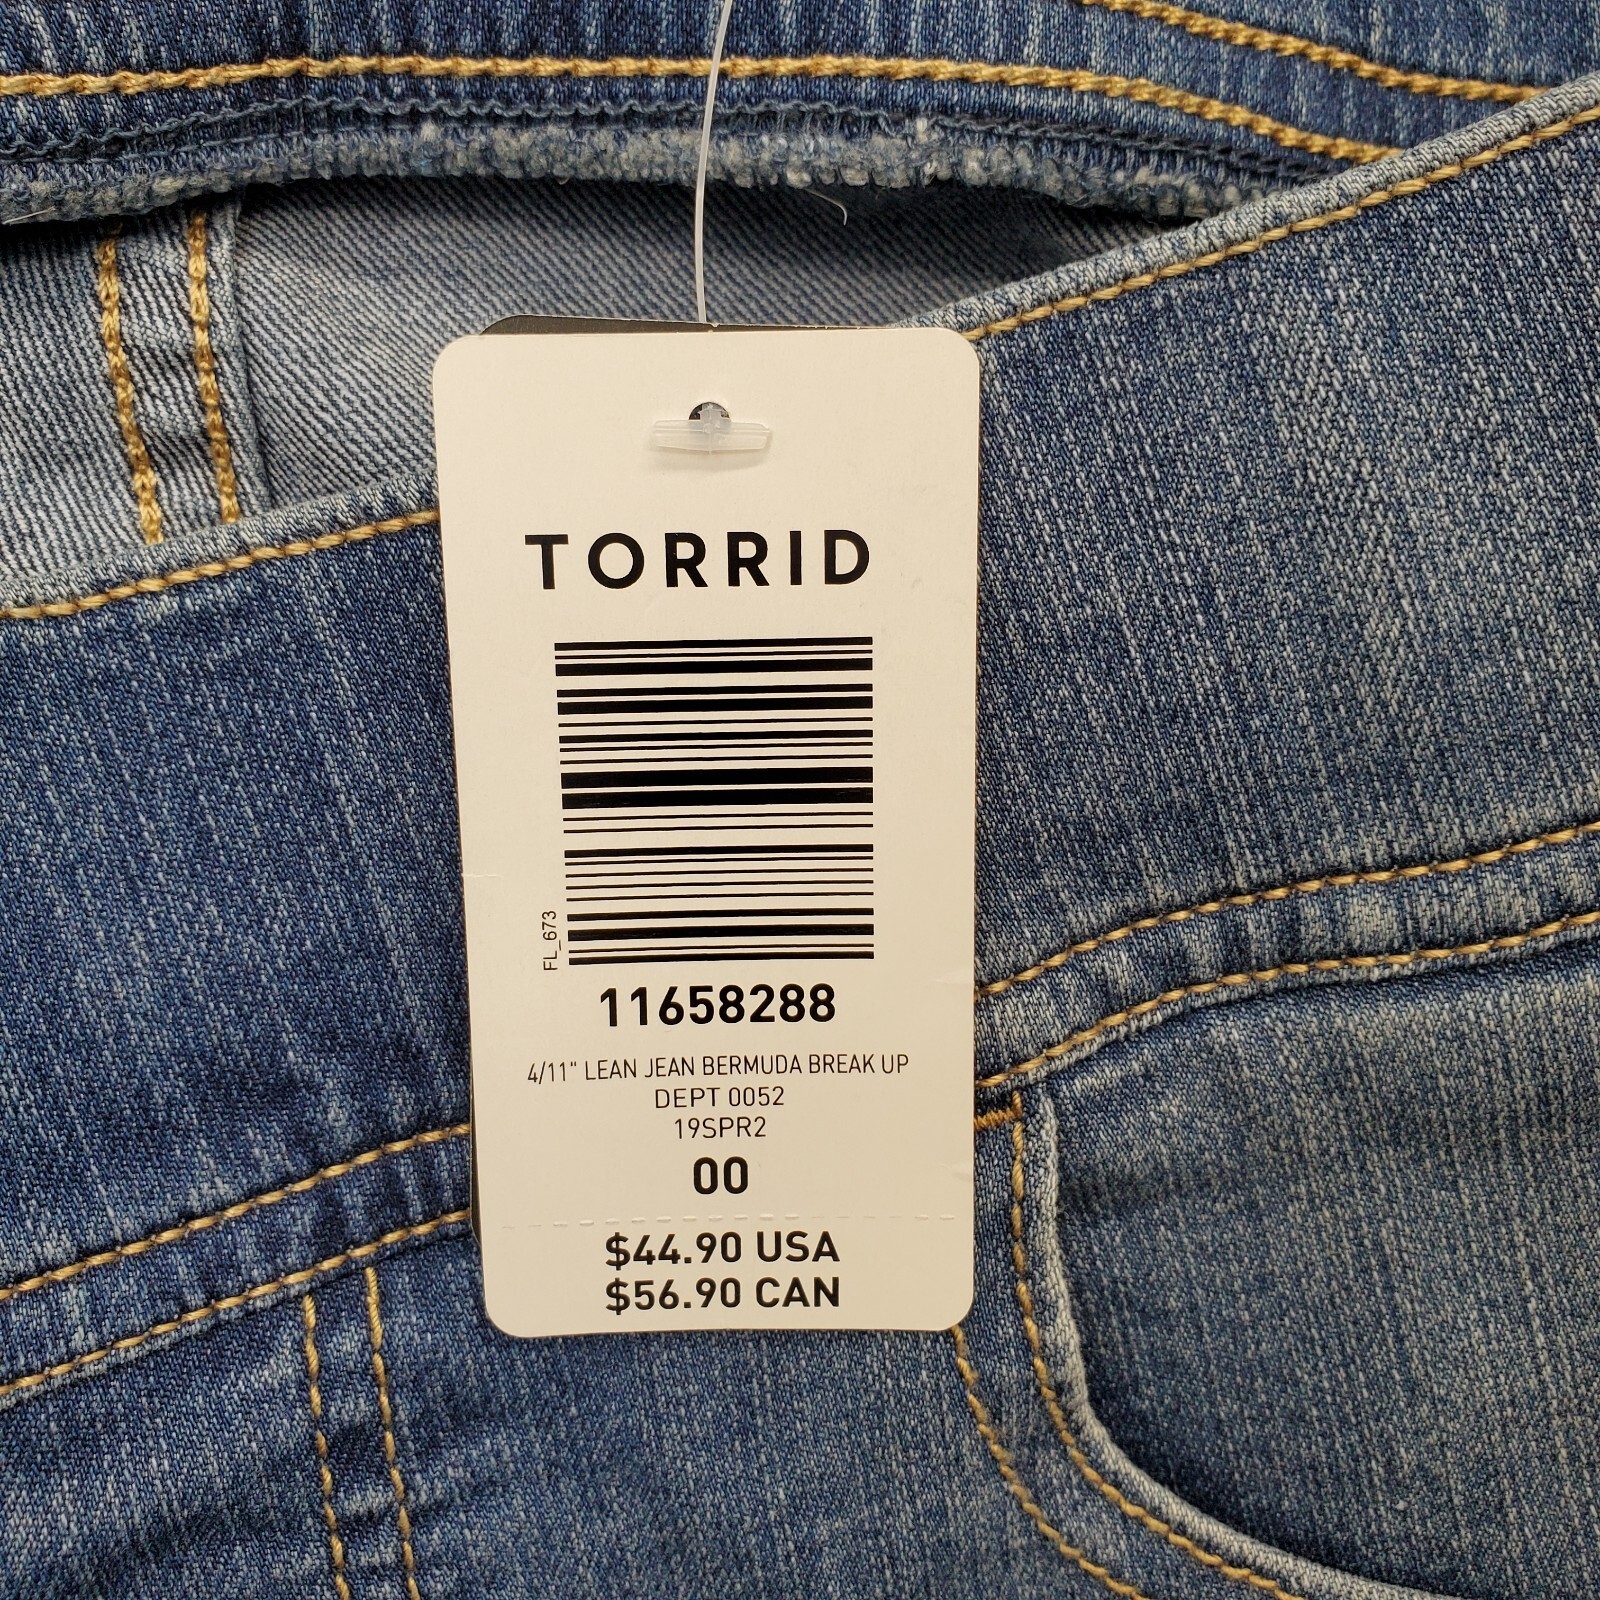 TORRID
FL_673
11658288
4/11" LEAN JEAN BERMUDA BREAK UP
DEPT 0052
19SPR2
00
$44.90 USA
$56.90 CAN